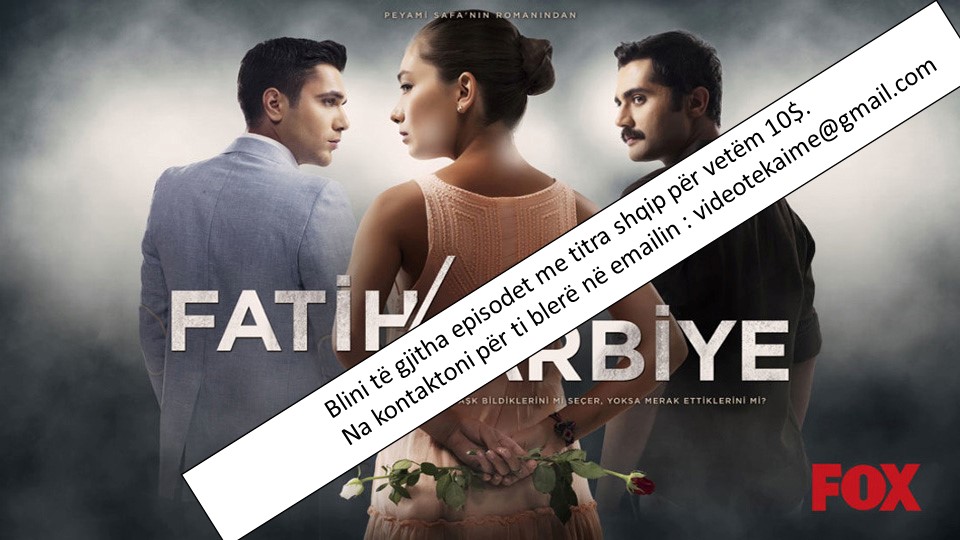 PEYAMİ SAFA'NIN ROMANINDAN
Blini të gjitha episodet me titra shqip për vetëm 10$.
Na kontaktoni për ti blerë në emailin : videotekaime@gmail.com
FATİH/
ARBİYE
AŞK BİLDİKLERİNİ Mİ SEÇER, YOKSA MERAK ETTİKLERİNİ Mİ?
FOX